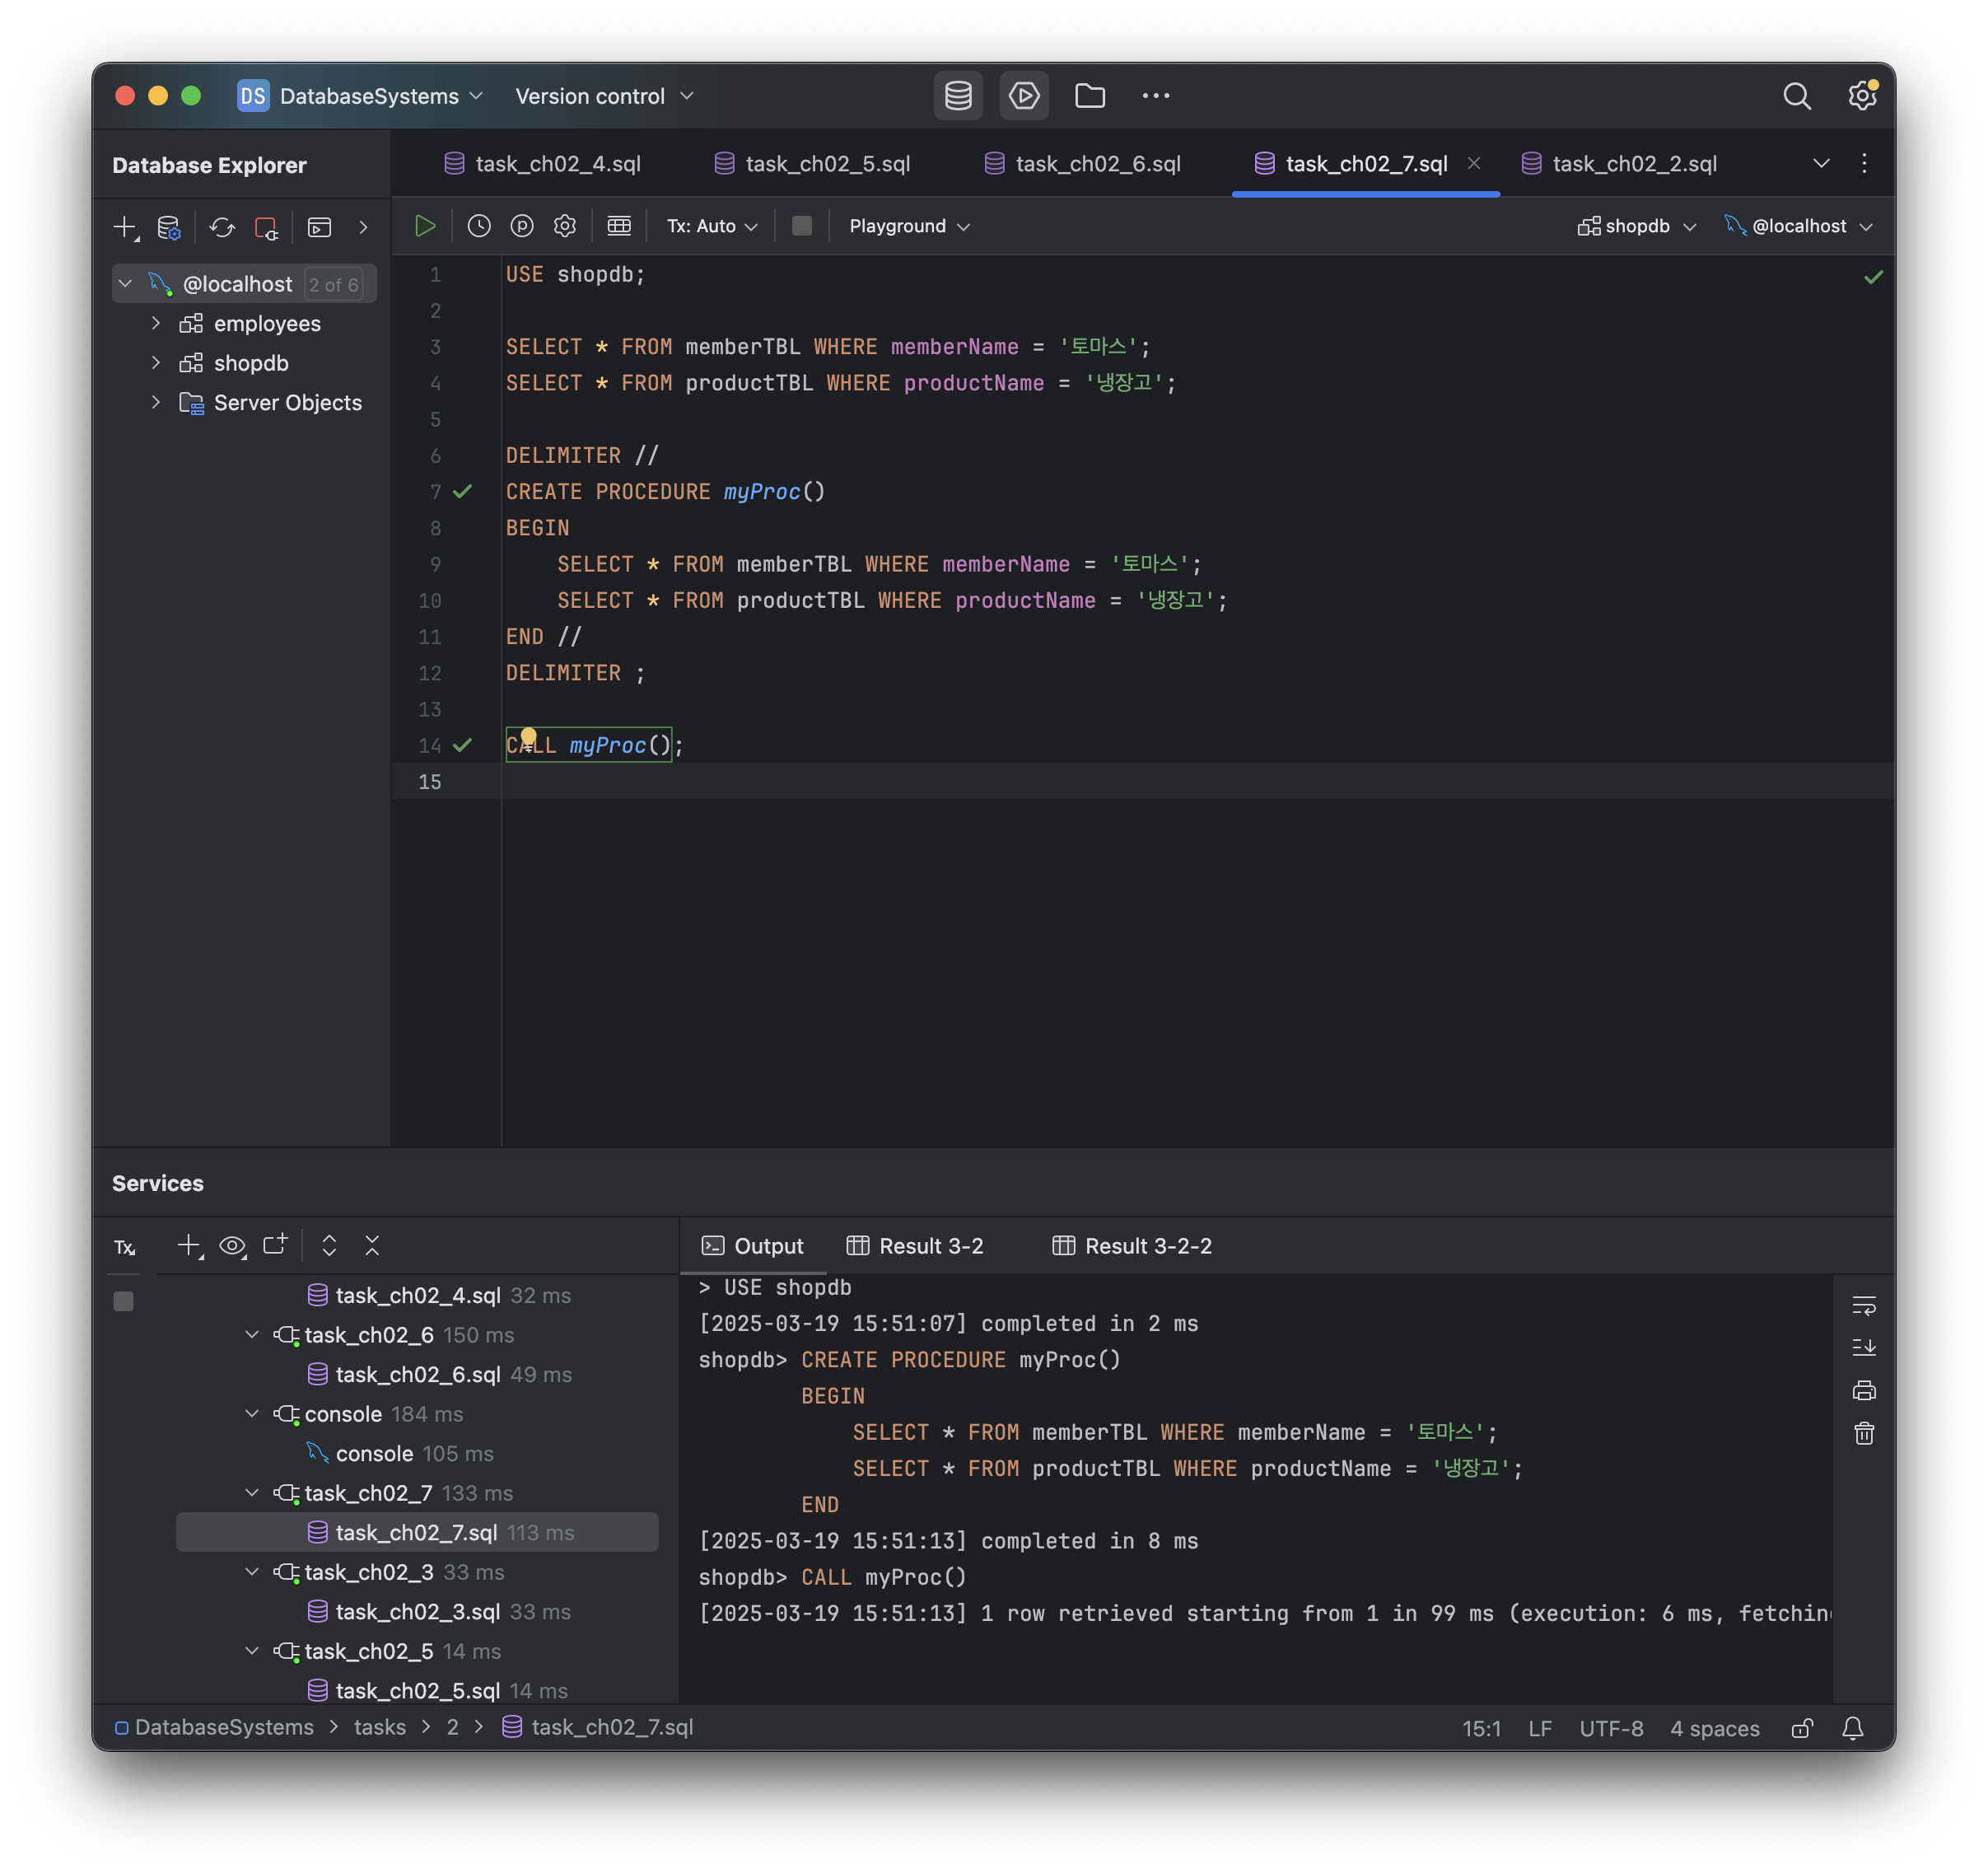 DS DatabaseSystems Version control
Database Explorer
task_ch02_4.sql task_ch02_5.sql task_ch02_6.sql task_ch02_7.sql task_ch02_2.sql
Tx: Auto Playground shopdb @localhost
@localhost 2 of 6
employees
shopdb
Server Objects
1 USE shopdb;
2
3 SELECT * FROM memberTBL WHERE memberName = '토마스';
4 SELECT * FROM productTBL WHERE productName = '냉장고';
5
6 DELIMITER //
7 CREATE PROCEDURE myProc()
8 BEGIN
9 SELECT * FROM memberTBL WHERE memberName = '토마스';
10 SELECT * FROM productTBL WHERE productName = '냉장고';
11 END //
12 DELIMITER ;
13
14 CALL myProc();
15
Services
Tx
task_ch02_4.sql 32 ms
task_ch02_6 150 ms
task_ch02_6.sql 49 ms
console 184 ms
console 105 ms
task_ch02_7 133 ms
task_ch02_7.sql 113 ms
task_ch02_3 33 ms
task_ch02_3.sql 33 ms
task_ch02_5 14 ms
task_ch02_5.sql 14 ms
Output Result 3-2 Result 3-2-2
> USE shopdb
[2025-03-19 15:51:07] completed in 2 ms
shopdb> CREATE PROCEDURE myProc()
BEGIN
SELECT * FROM memberTBL WHERE memberName = '토마스';
SELECT * FROM productTBL WHERE productName = '냉장고';
END
[2025-03-19 15:51:13] completed in 8 ms
shopdb> CALL myProc()
[2025-03-19 15:51:13] 1 row retrieved starting from 1 in 99 ms (execution: 6 ms, fetchin
DatabaseSystems > tasks > 2 > task_ch02_7.sql
15:1 LF UTF-8 4 spaces